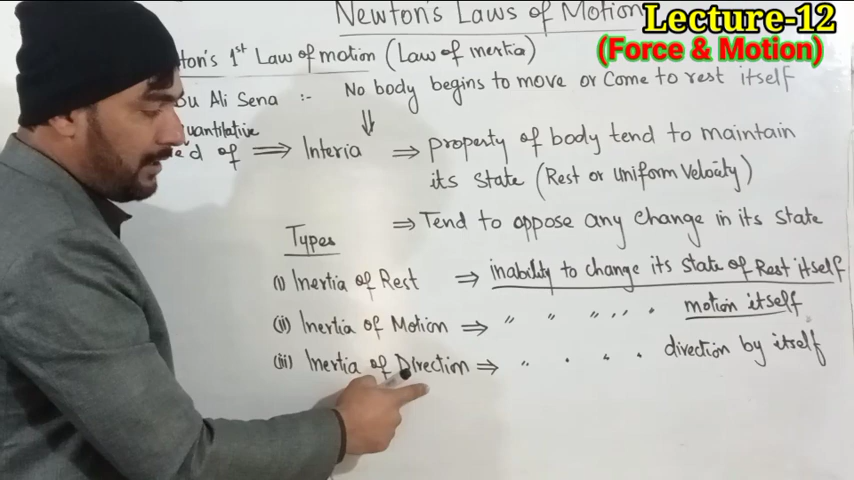 Newton's Laws of Motion
Lecture-12
(Force & Motion)
ton's 1st Law of motion (Law of inertia)
Ali Sena :- No body begins to move or Come to rest itself
uantitative
ed of ⇒ Interia ⇒ property of body tend to maintain
its state (Rest or uniform Velocity)
⇒ Tend to oppose any change in its state
Types
(i) Inertia of Rest ⇒ inability to change its State of Rest itself
(ii) Inertia of Motion ⇒ " " " " " motion itself
(iii) Inertia of Direction ⇒ " " " " direction by itself